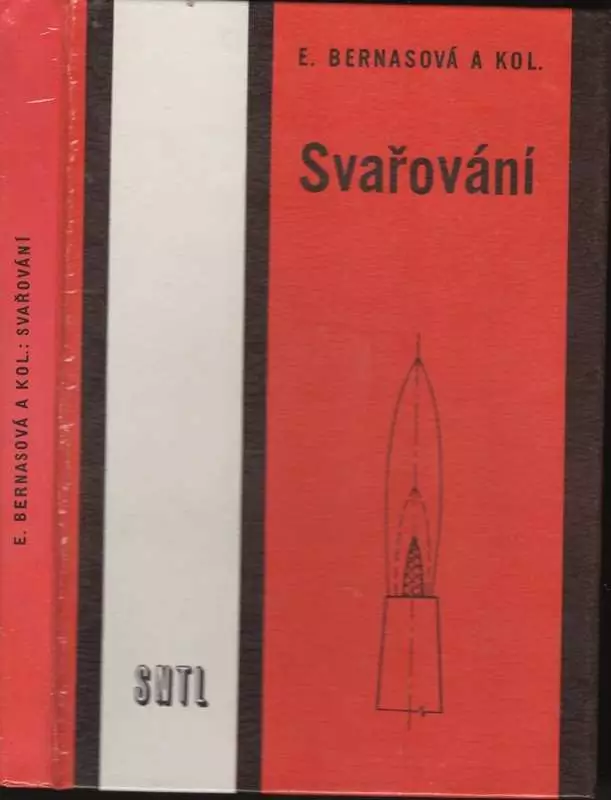 E. BERNASOVÁ A KOL.
Svařování
SNTL
E. BERNASOVÁ A KOL.: SVAŘOVÁNÍ